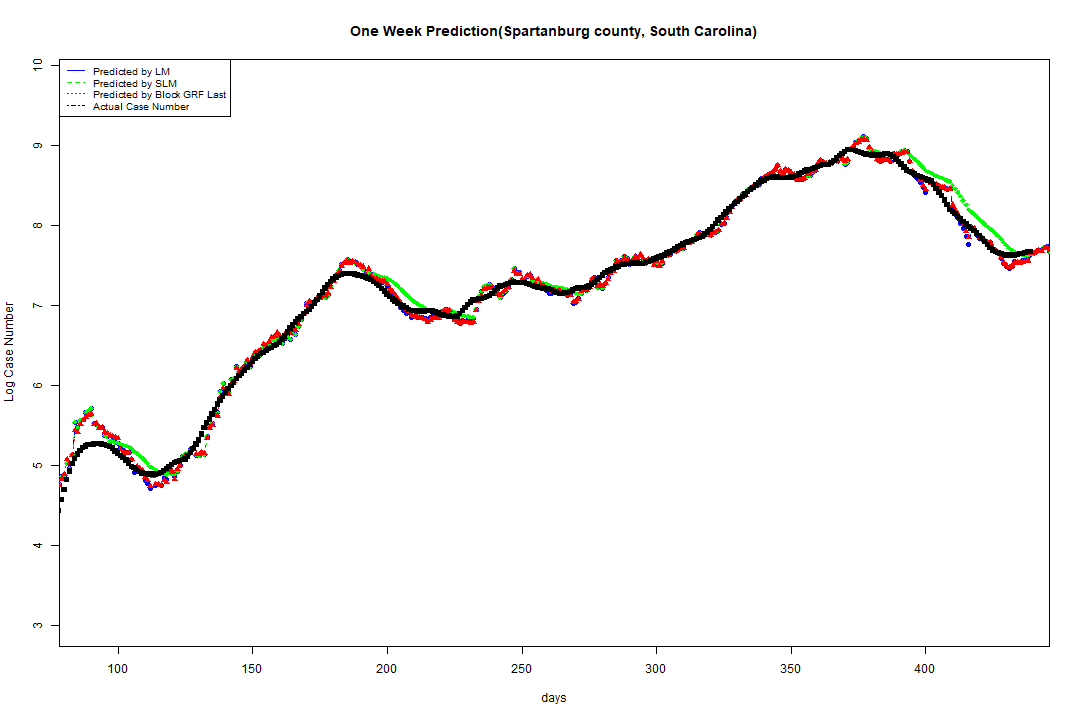 One Week Prediction(Spartanburg county, South Carolina)
Predicted by LM
Predicted by SLM
Predicted by Block GRF Last
Actual Case Number
10
9
8
7
6
5
4
3
Log Case Number
100
150
200
250
300
350
400
days